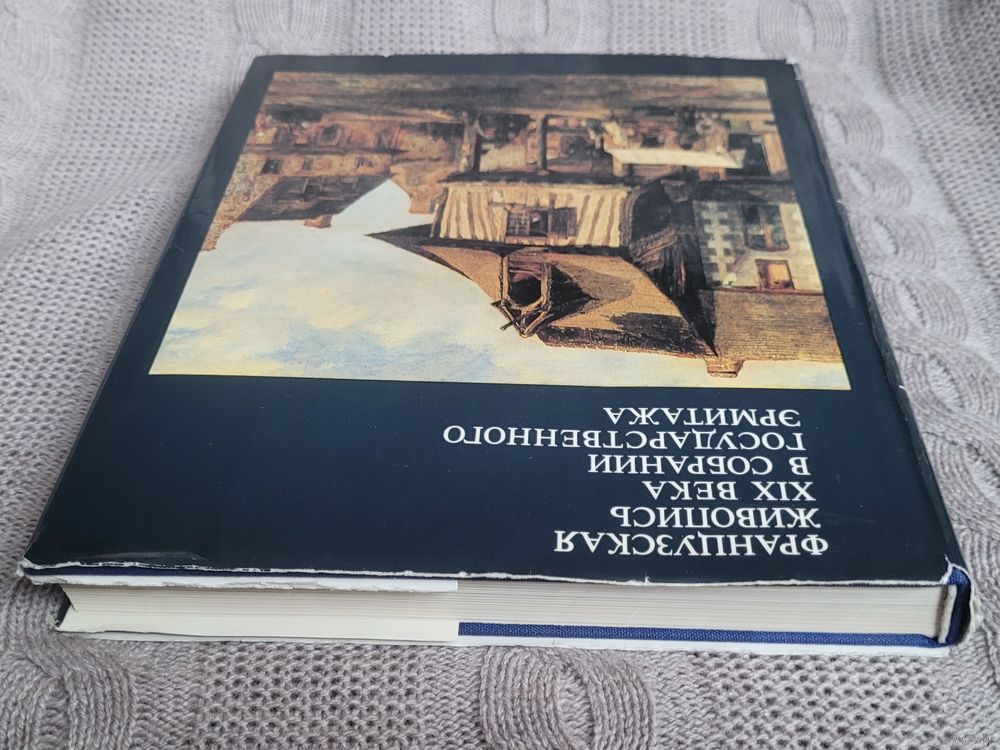 ФРАНЦУЗСКАЯ
ЖИВОПИСЬ
XIX ВЕКА
В СОБРАНИИ
ГОСУДАРСТВЕННОГО
ЭРМИТАЖА